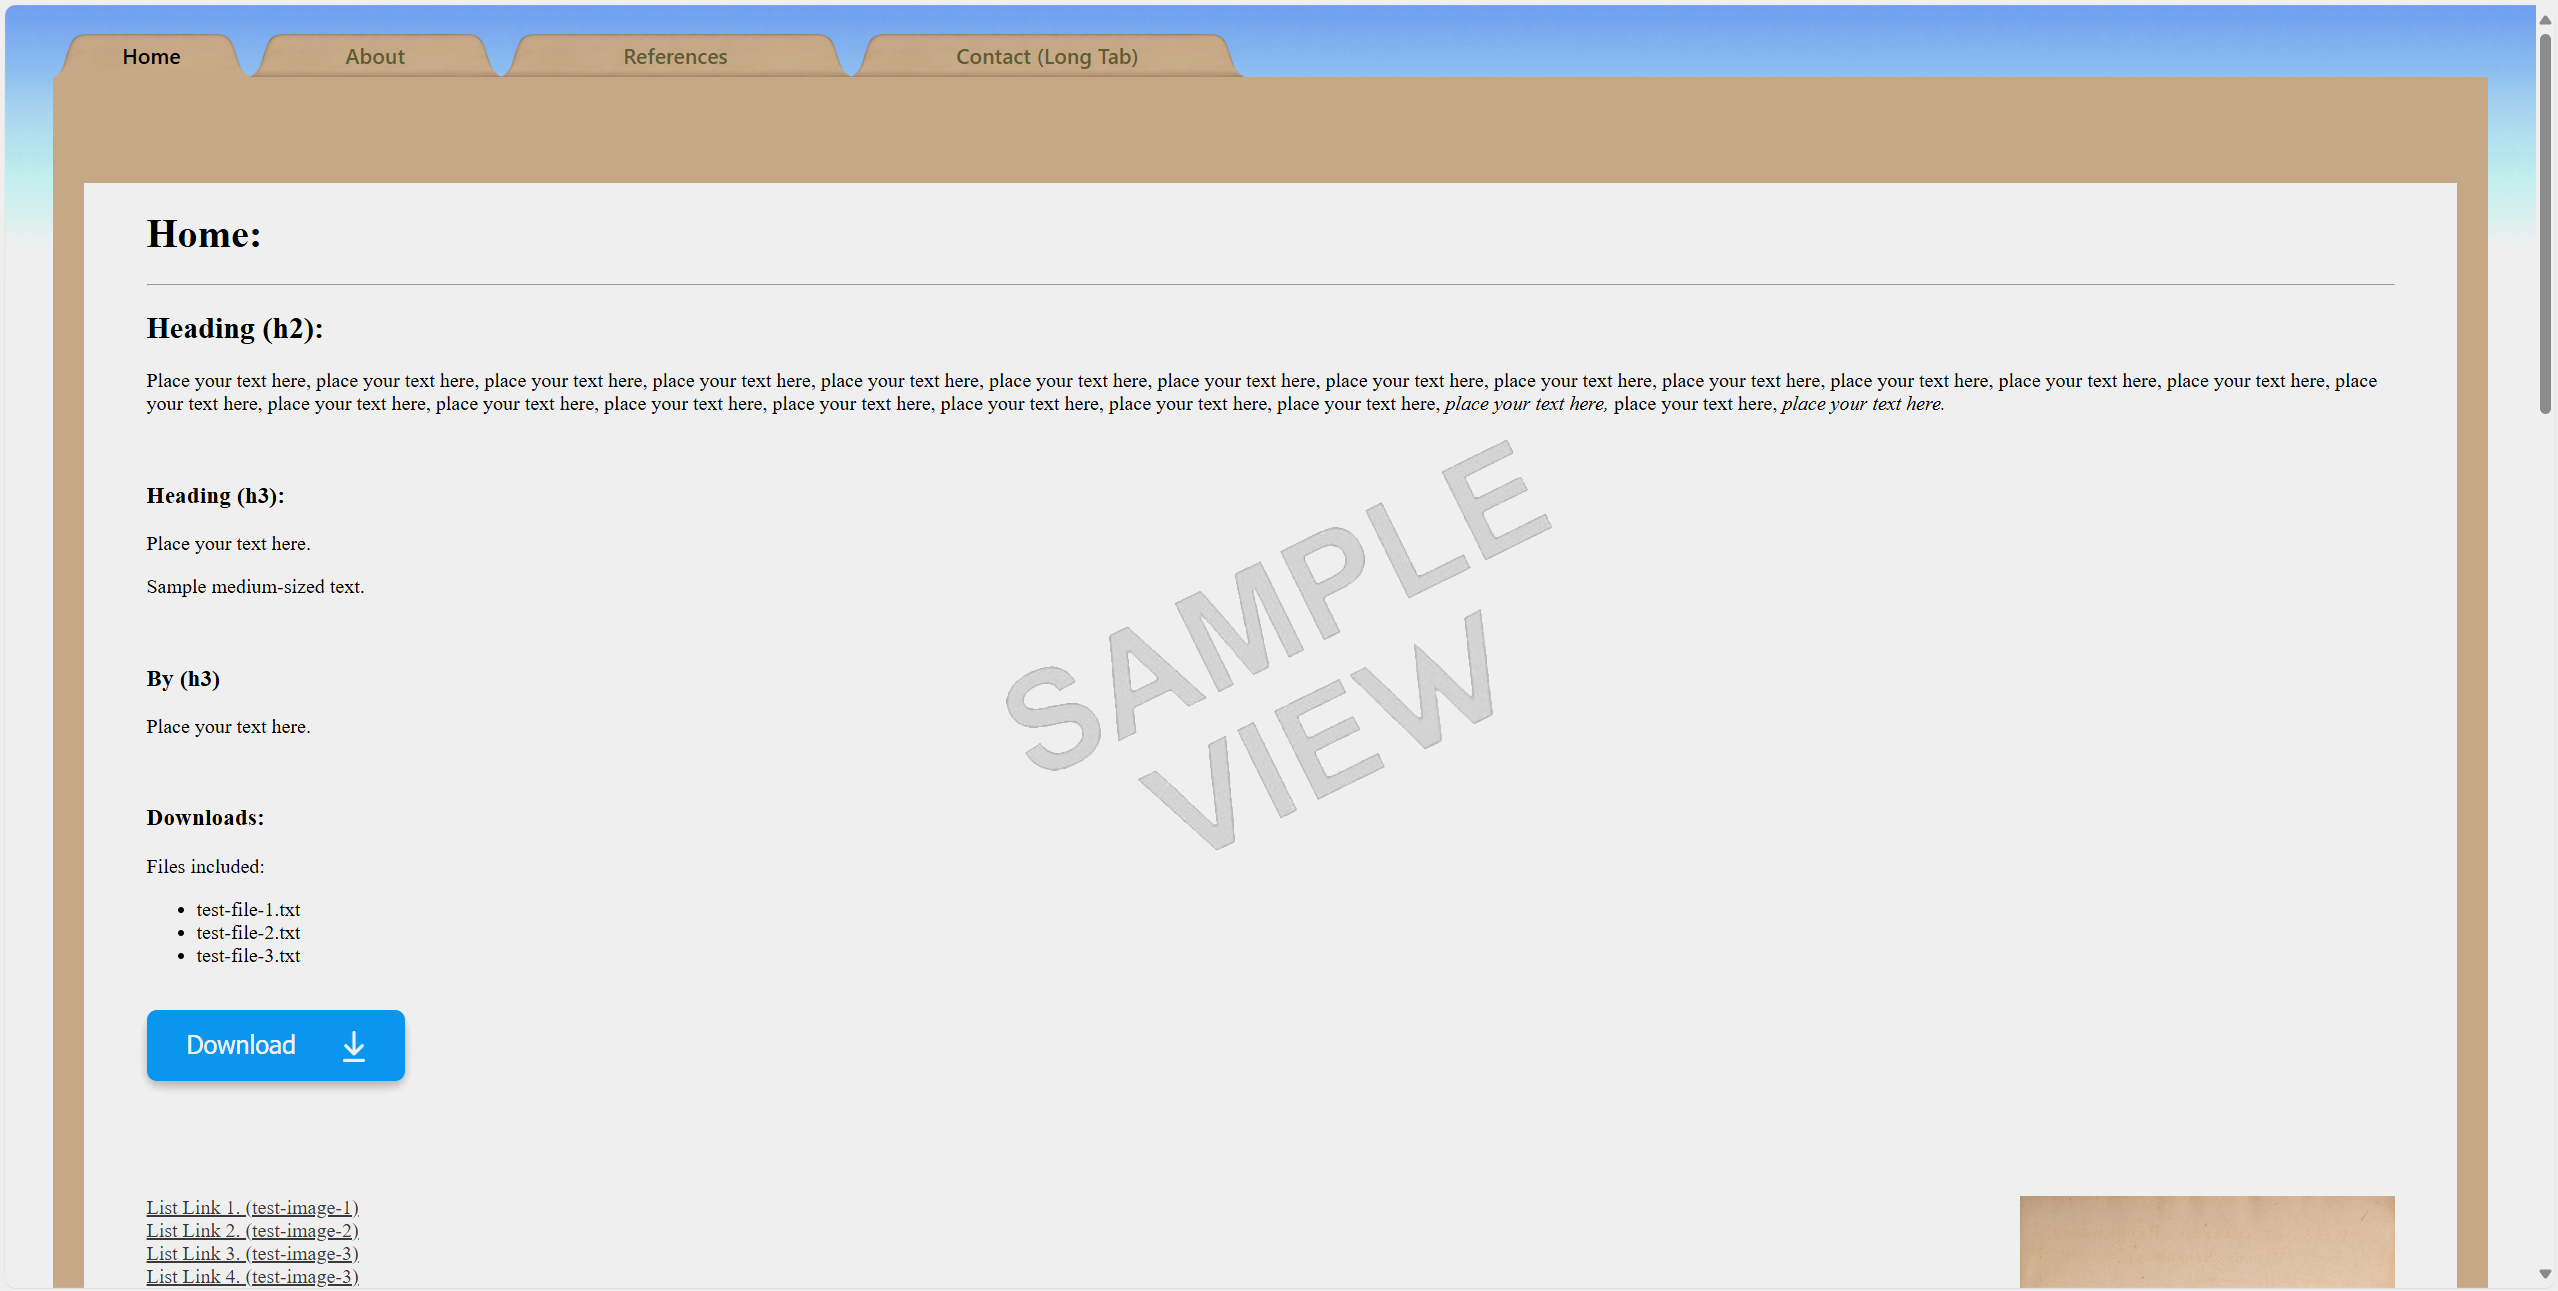 Home
About
References
Contact (Long Tab)
Home:
Heading (h2):
Place your text here, place your text here, place your text here, place your text here, place your text here, place your text here, place your text here, place your text here, place your text here, place your text here, place your text here, place your text here, place your text here, place
your text here, place your text here, place your text here, place your text here, place your text here, place your text here, place your text here, place your text here, place your text here, place your text here, place your text here.
Heading (h3):
Place your text here.
Sample medium-sized text.
SAMPLE
VIEW
By (h3)
Place your text here.
Downloads:
Files included:
• test-file-1.txt
• test-file-2.txt
• test-file-3.txt
Download
List Link 1. (test-image-1)
List Link 2. (test-image-2)
List Link 3. (test-image-3)
List Link 4. (test-image-3)